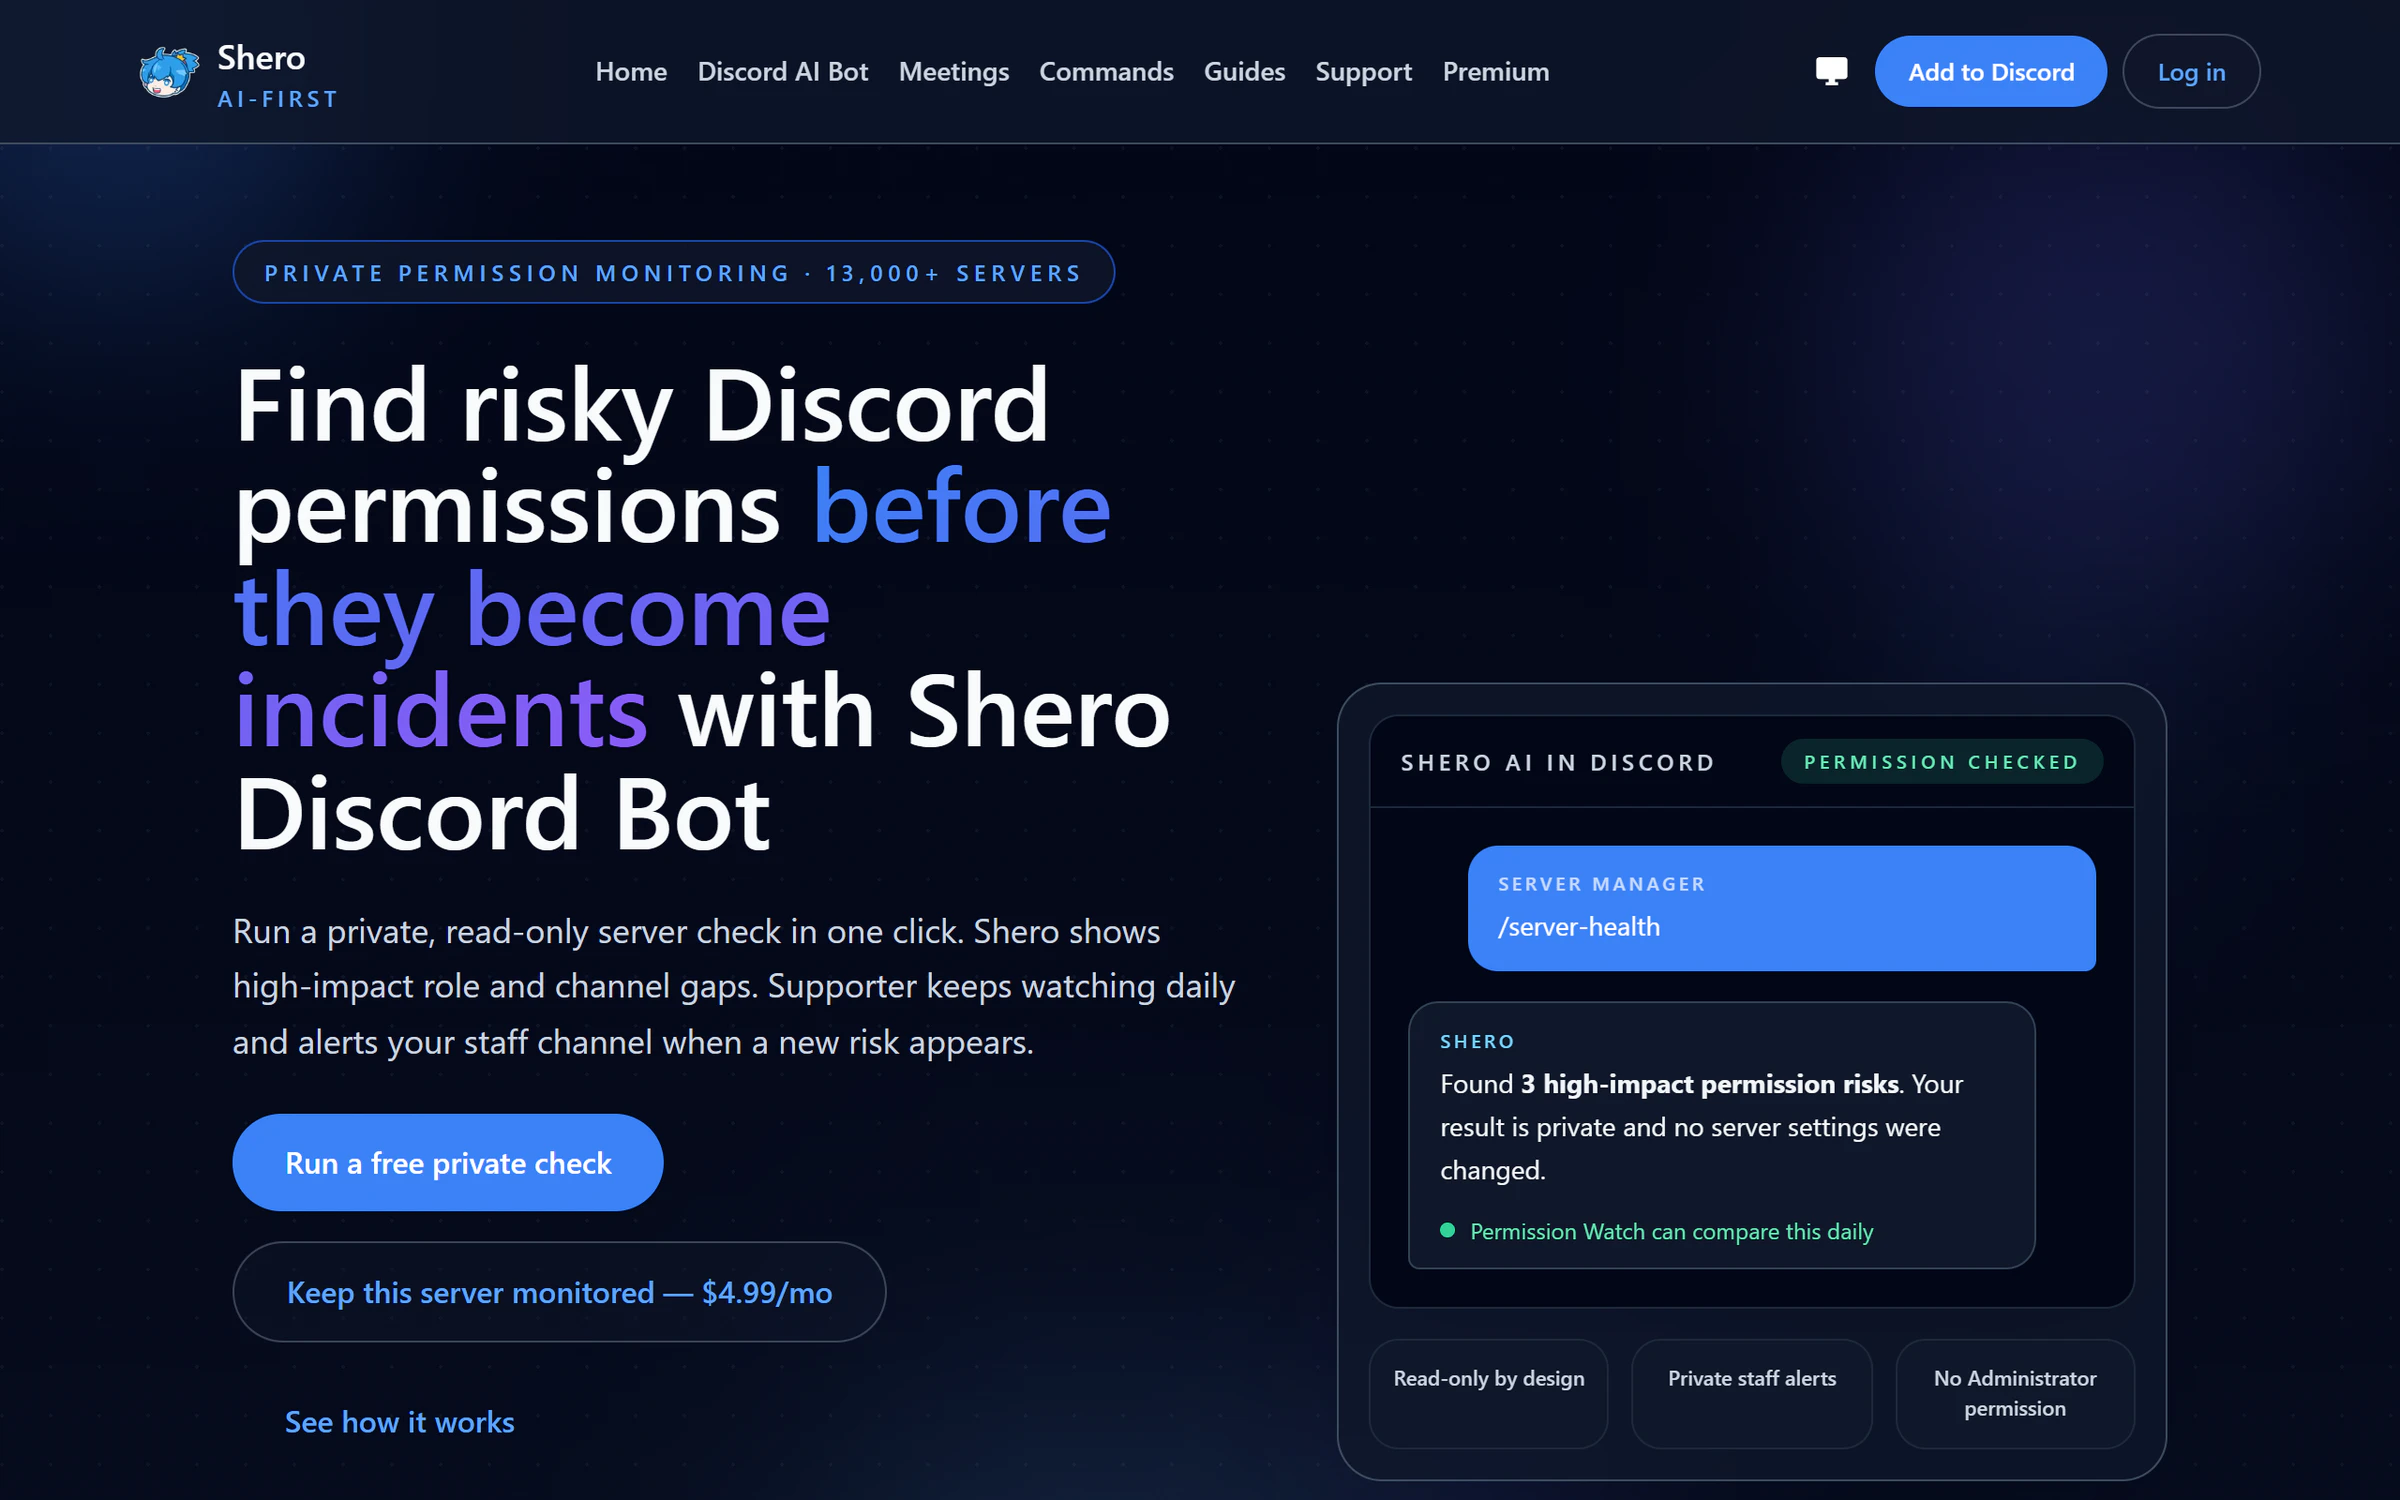 Shero
AI-FIRST
Home
Discord AI Bot
Meetings
Commands
Guides
Support
Premium
Add to Discord
Log in
PRIVATE PERMISSION MONITORING · 13,000+ SERVERS
Find risky Discord
permissions before
they become
incidents with Shero
Discord Bot
Run a private, read-only server check in one click. Shero shows
high-impact role and channel gaps. Supporter keeps watching daily
and alerts your staff channel when a new risk appears.
Run a free private check
Keep this server monitored — $4.99/mo
See how it works
SHERO AI IN DISCORD
PERMISSION CHECKED
SERVER MANAGER
/server-health
SHERO
Found 3 high-impact permission risks. Your
result is private and no server settings were
changed.
Permission Watch can compare this daily
Read-only by design
Private staff alerts
No Administrator
permission